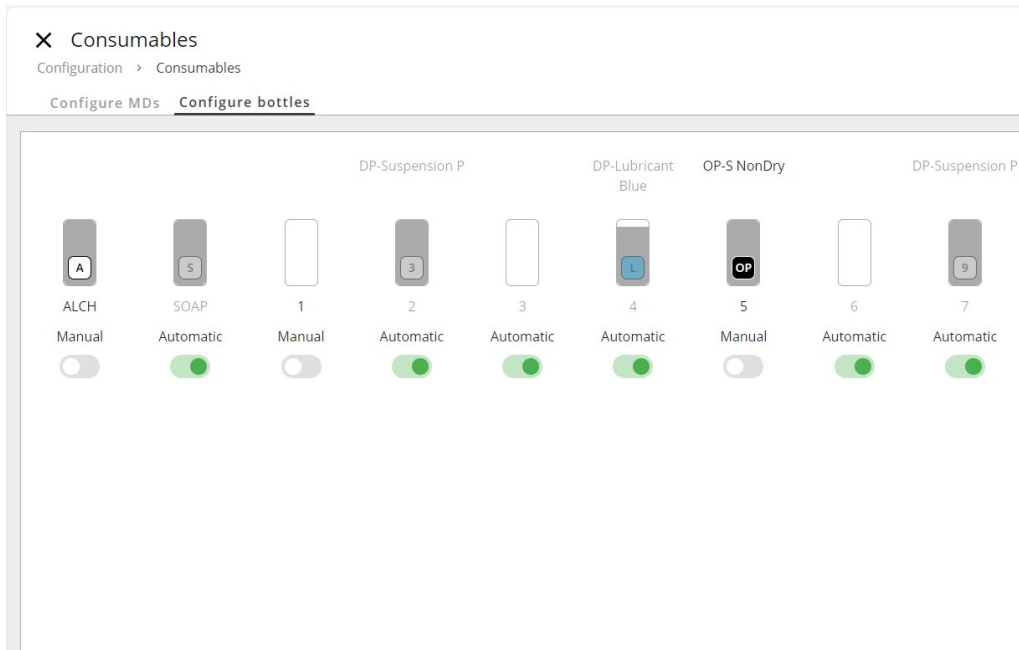 Consumables
Configuration > Consumables
Configure MDs Configure bottles
DP-Suspension P DP-Lubricant OP-S NonDry DP-Suspension P
Blue
A S 3 L OP 9
ALCH SOAP 1 2 3 4 5 6 7
Manual Automatic Manual Automatic Automatic Automatic Manual Automatic Automatic